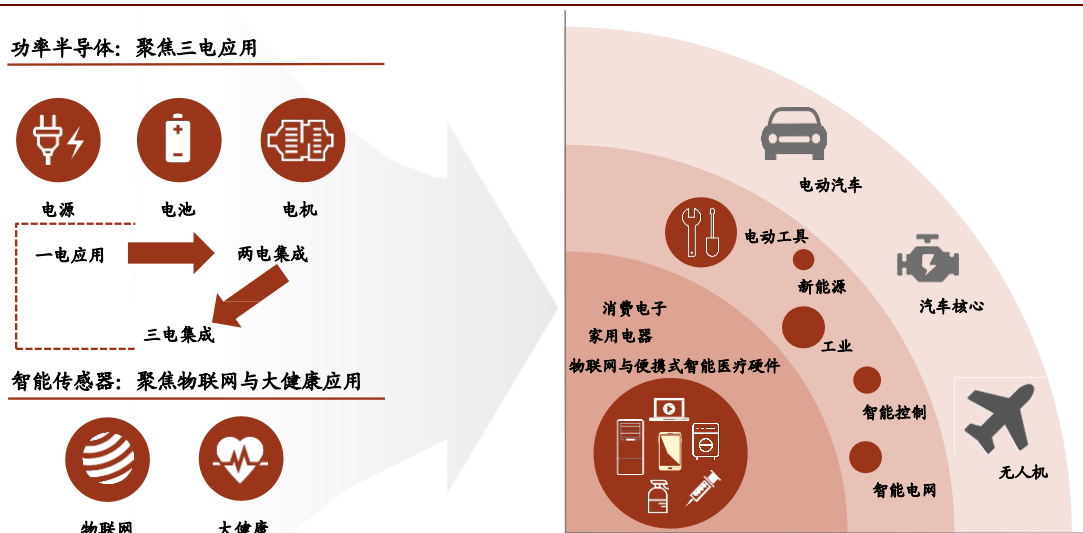 功率半导体：聚焦三电应用
电源
电池
电机
一电应用
两电集成
三电集成
智能传感器：聚焦物联网与大健康应用
物联网
大健康
电动汽车
电动工具
新能源
汽车核心
消费电子
家用电器
工业
物联网与便携式智能医疗硬件
智能控制
无人机
智能电网